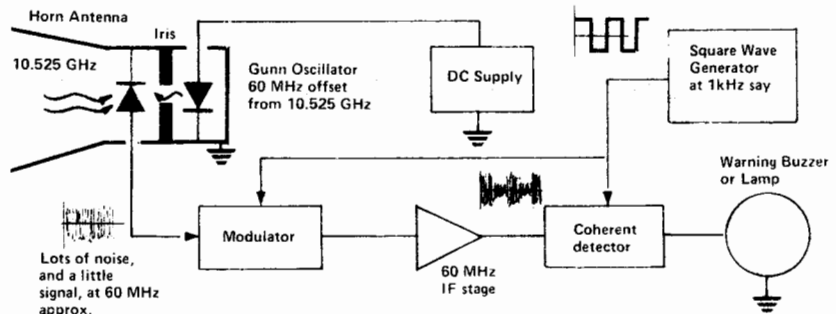 Horn Antenna
Iris
10.525 GHz
Gunn Oscillator
60 MHz offset
from 10.525 GHz
DC Supply
Square Wave
Generator
at 1kHz say
Warning Buzzer
or Lamp
Modulator
60 MHz
IF stage
Coherent
detector
Lots of noise,
and a little
signal, at 60 MHz
approx.